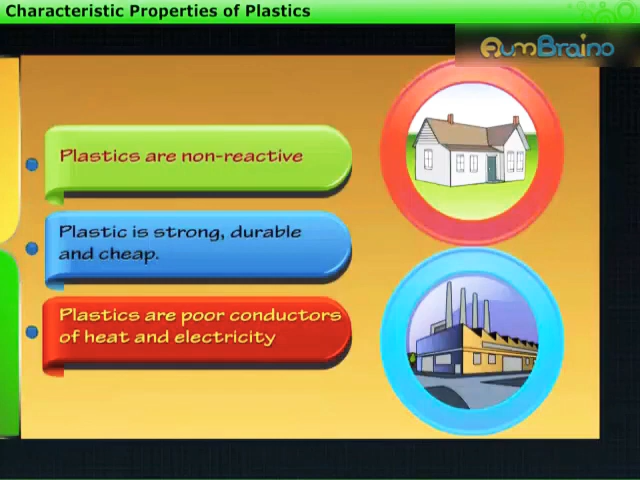 Characteristic Properties of Plastics
AumBraino
Plastics are non-reactive
Plastic is strong, durable
and cheap.
Plastics are poor conductors
of heat and electricity